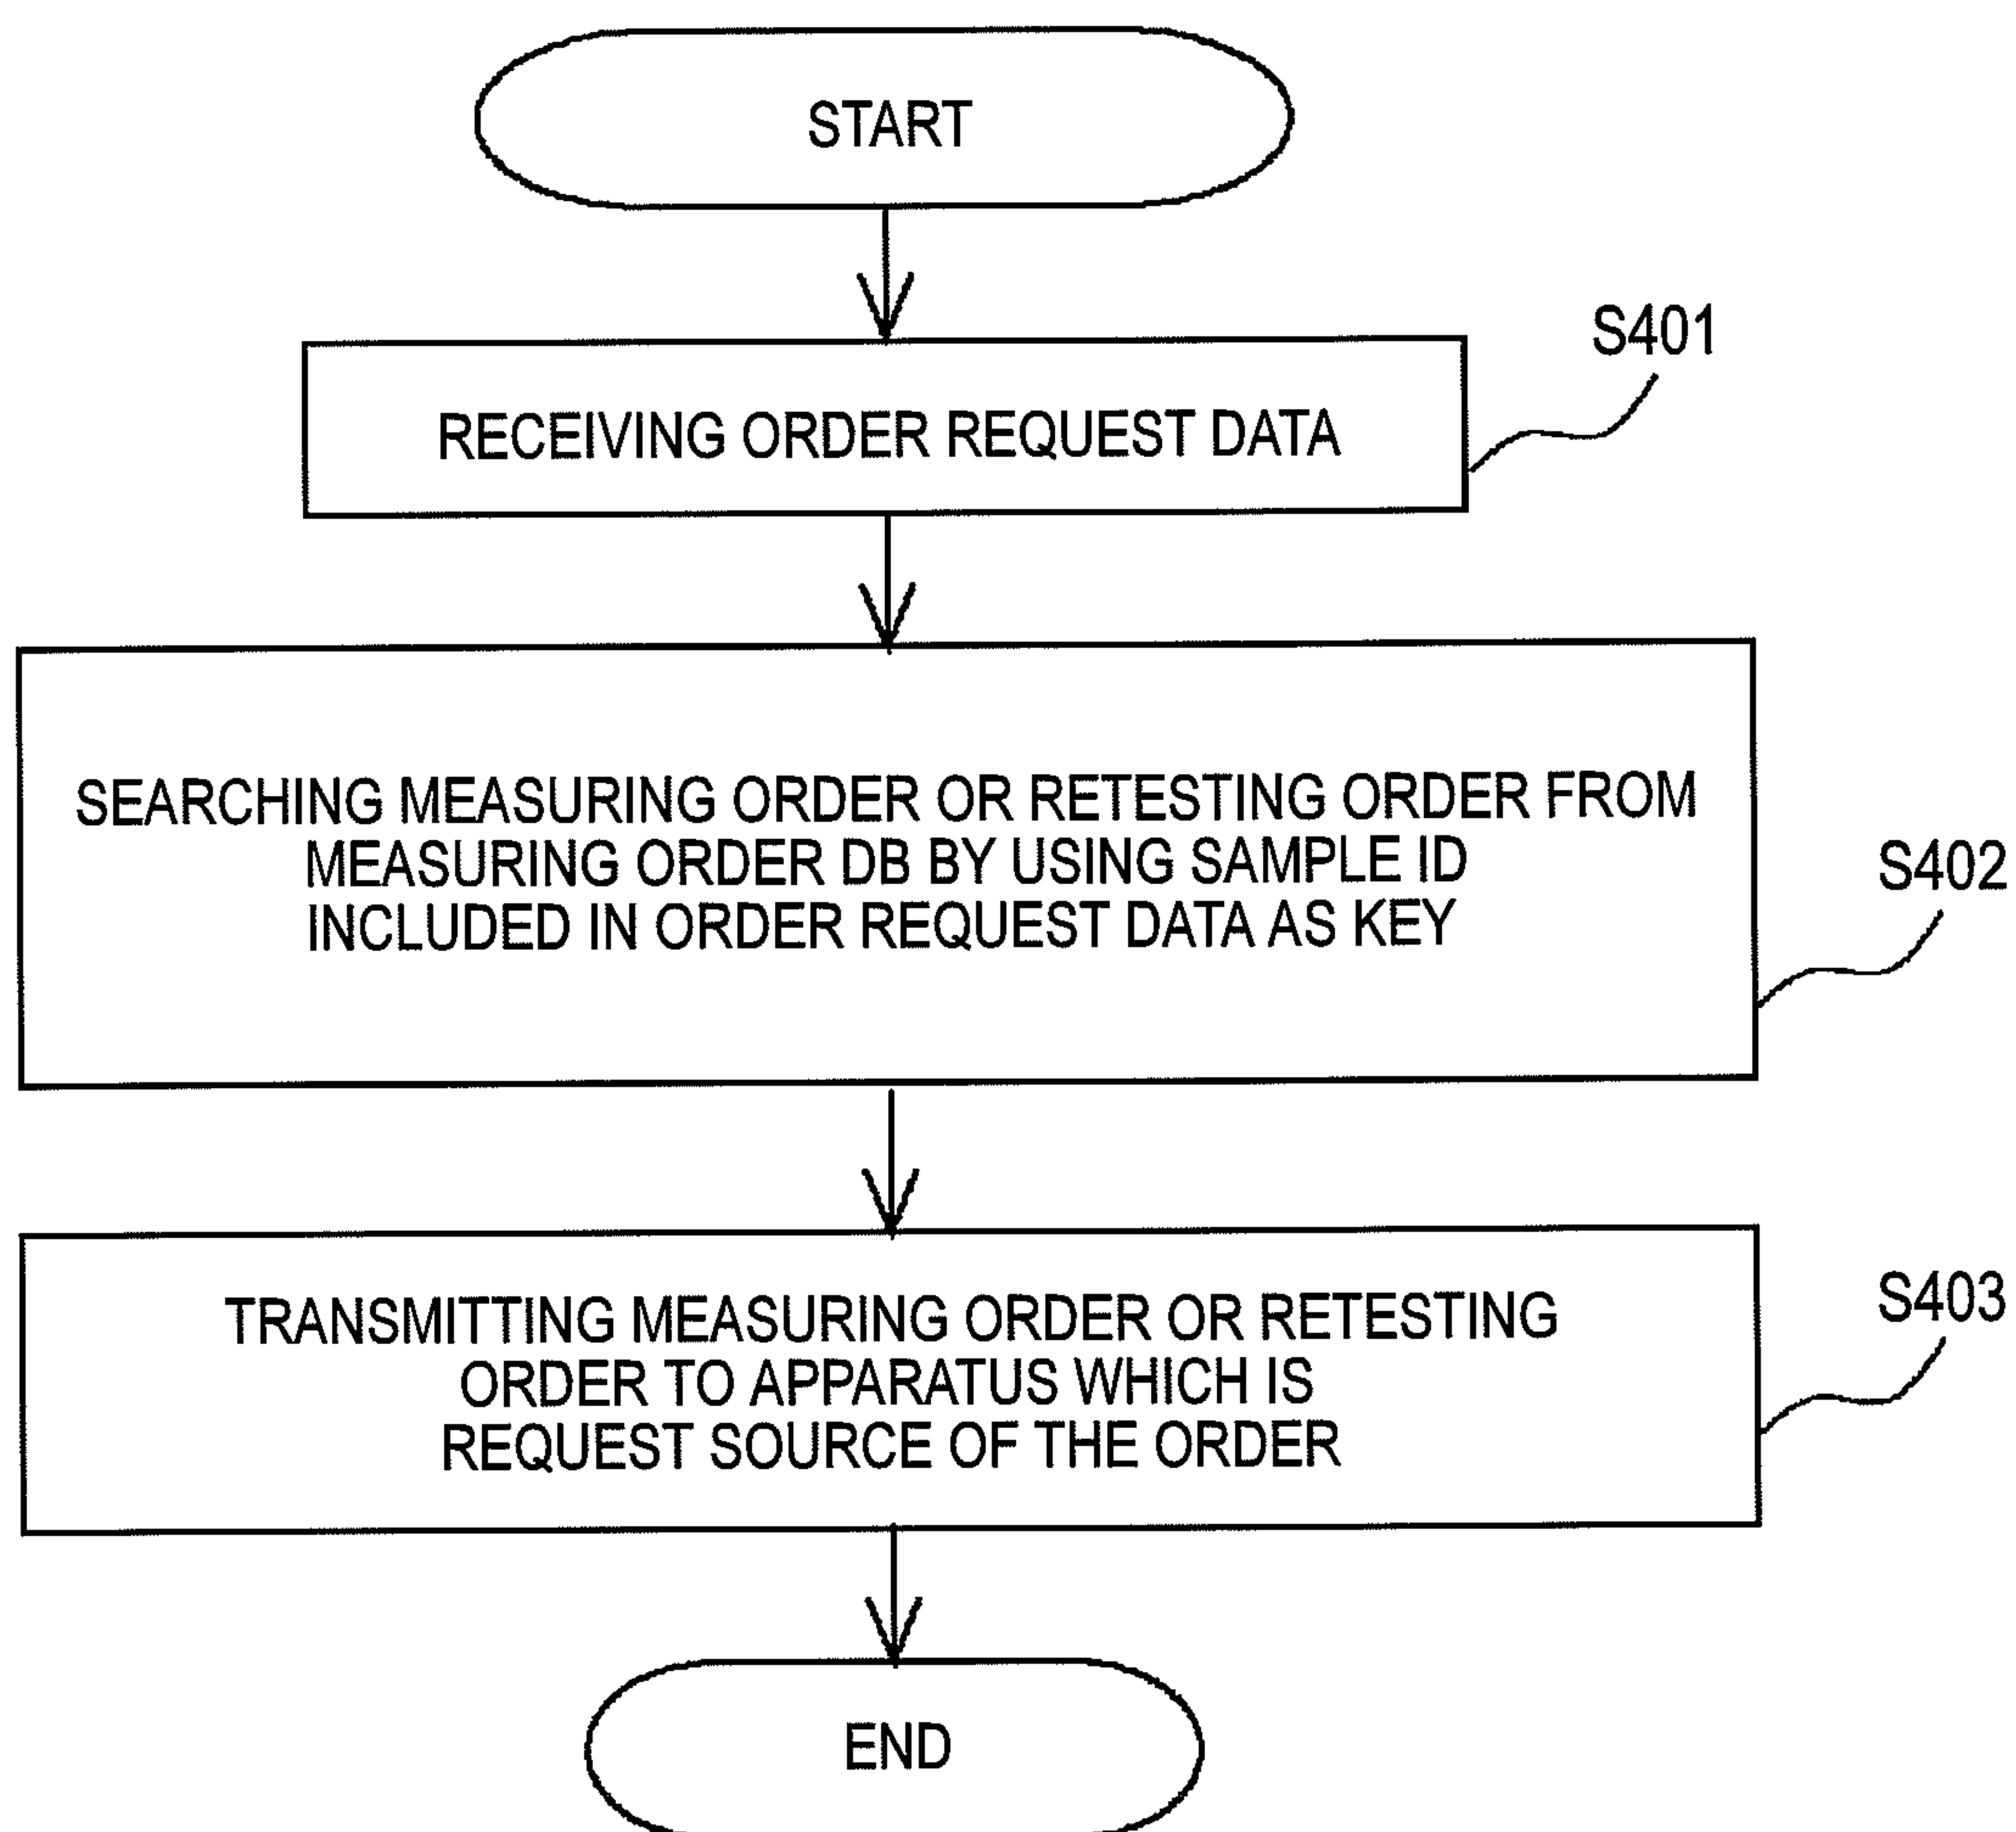 START
S401
RECEIVING ORDER REQUEST DATA
SEARCHING MEASURING ORDER OR RETESTING ORDER FROM
MEASURING ORDER DB BY USING SAMPLE ID
INCLUDED IN ORDER REQUEST DATA AS KEY
S402
TRANSMITTING MEASURING ORDER OR RETESTING
ORDER TO APPARATUS WHICH IS
REQUEST SOURCE OF THE ORDER
S403
END